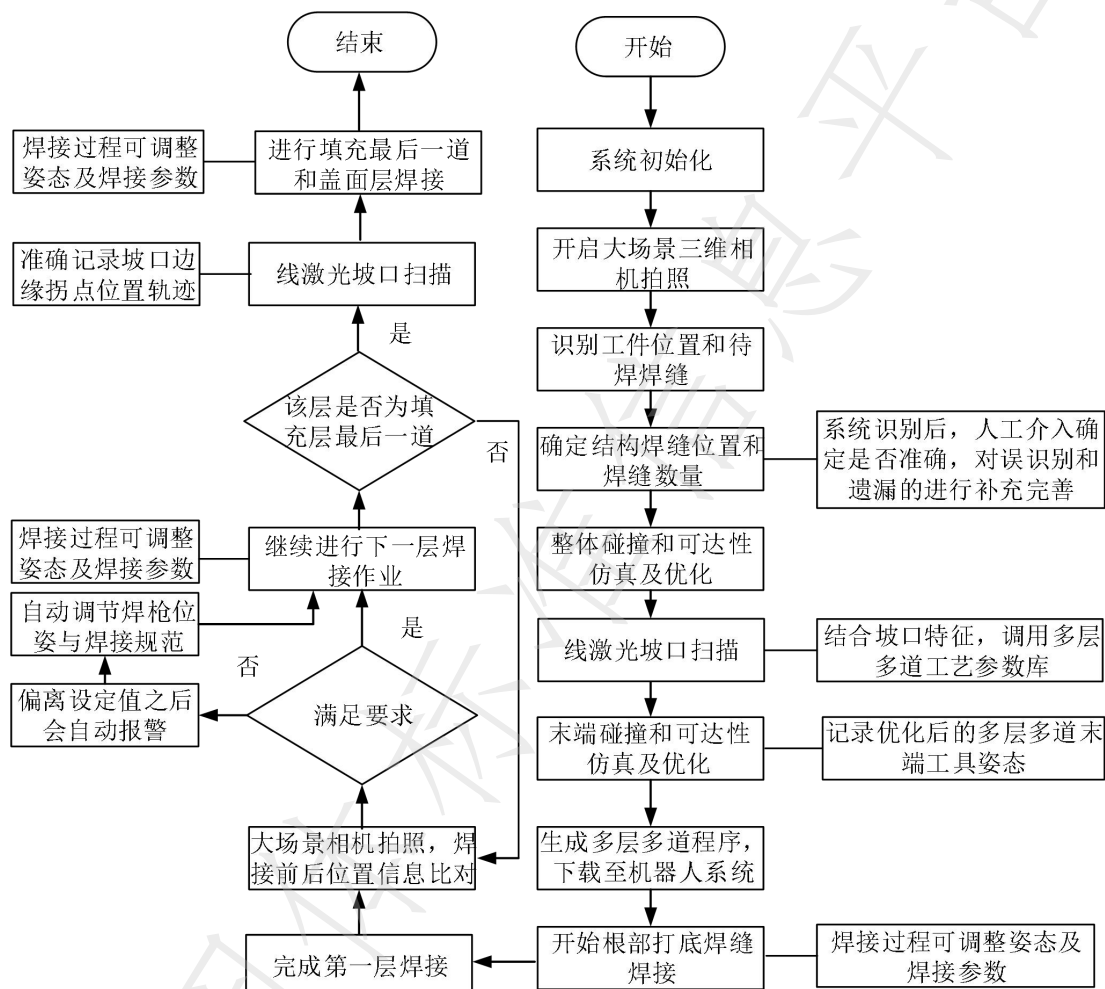 开始
系统初始化
开启大场景三维相
机拍照
识别工件位置和待
焊焊缝
确定结构焊缝位置和
焊缝数量
系统识别后，人工介入确
定是否准确，对误识别和
遗漏的进行补充完善
整体碰撞和可达性
仿真及优化
线激光坡口扫描
结合坡口特征，调用多层
多道工艺参数库
末端碰撞和可达性
仿真及优化
记录优化后的多层多道末
端工具姿态
生成多层多道程序，
下载至机器人系统
开始根部打底焊缝
焊接
焊接过程可调整姿态及
焊接参数
完成第一层焊接
大场景相机拍照，焊
接前后位置信息比对
满足要求
否
偏离设定值之后
会自动报警
自动调节焊枪位
姿与焊接规范
是
继续进行下一层焊
接作业
焊接过程可调整
姿态及焊接参数
该层是否为填
充层最后一道
否
是
线激光坡口扫描
准确记录坡口边
缘拐点位置轨迹
进行填充最后一道
和盖面层焊接
焊接过程可调整
姿态及焊接参数
结束